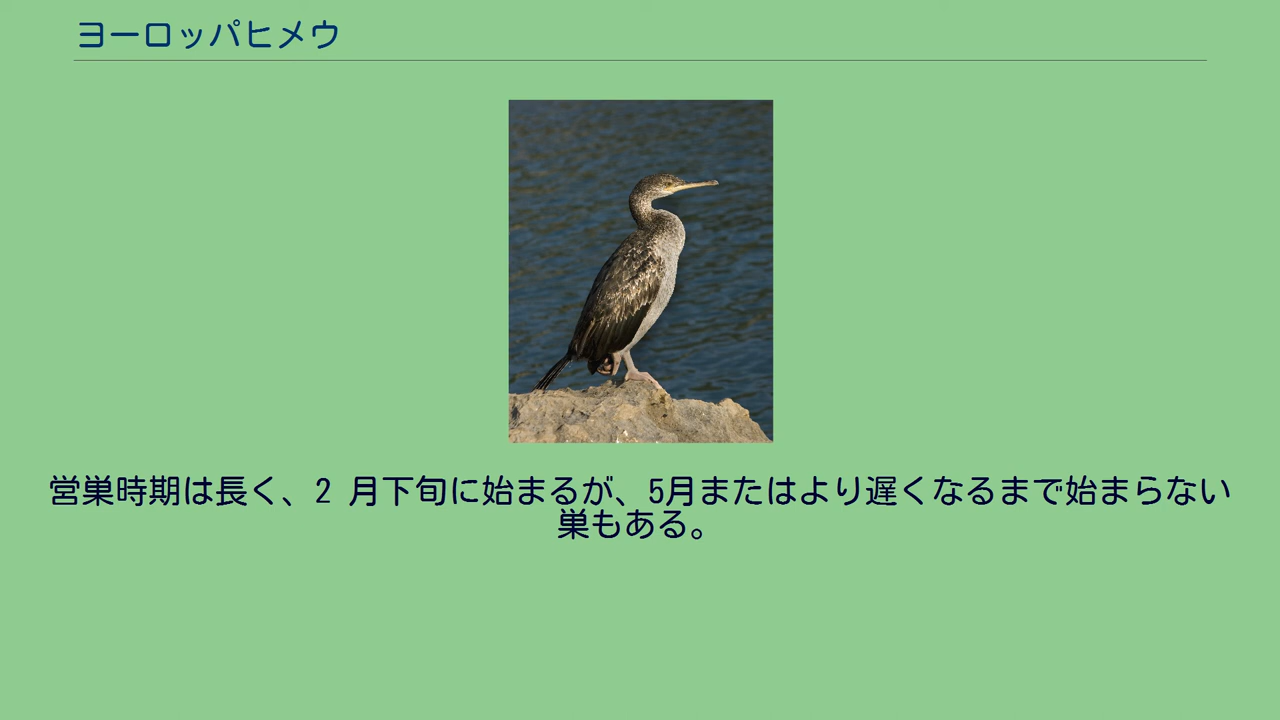 ヨーロッパヒメウ
営巣時期は長く、2 月下旬に始まるが、5月またはより遅くなるまで始まらない
巣もある。